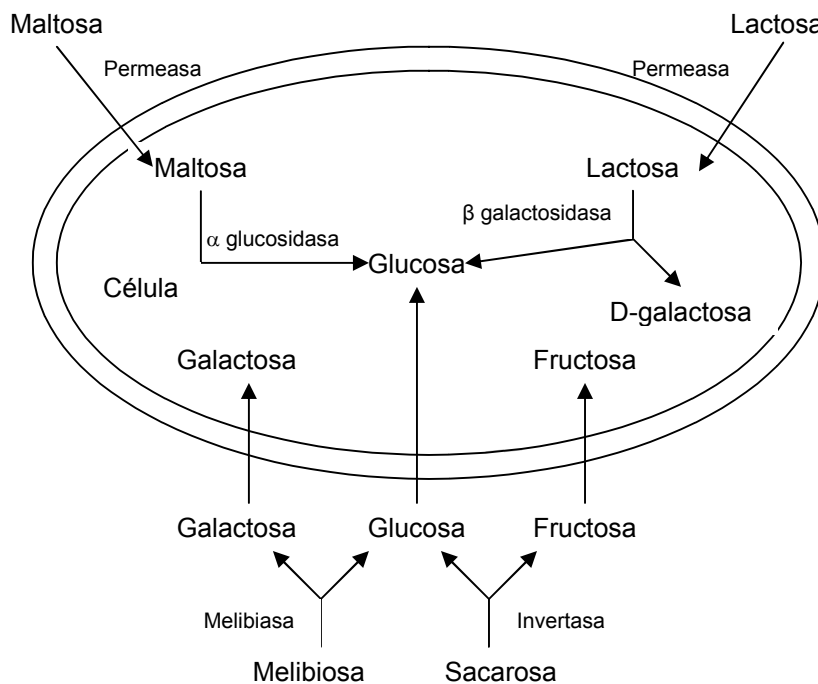 Maltosa
Lactosa
Permeasa
Permeasa
Maltosa
Lactosa
β galactosidasa
α glucosidasa
Glucosa
Célula
D-galactosa
Galactosa
Fructosa
Galactosa
Glucosa
Fructosa
Melibiasa
Invertasa
Melibiosa
Sacarosa